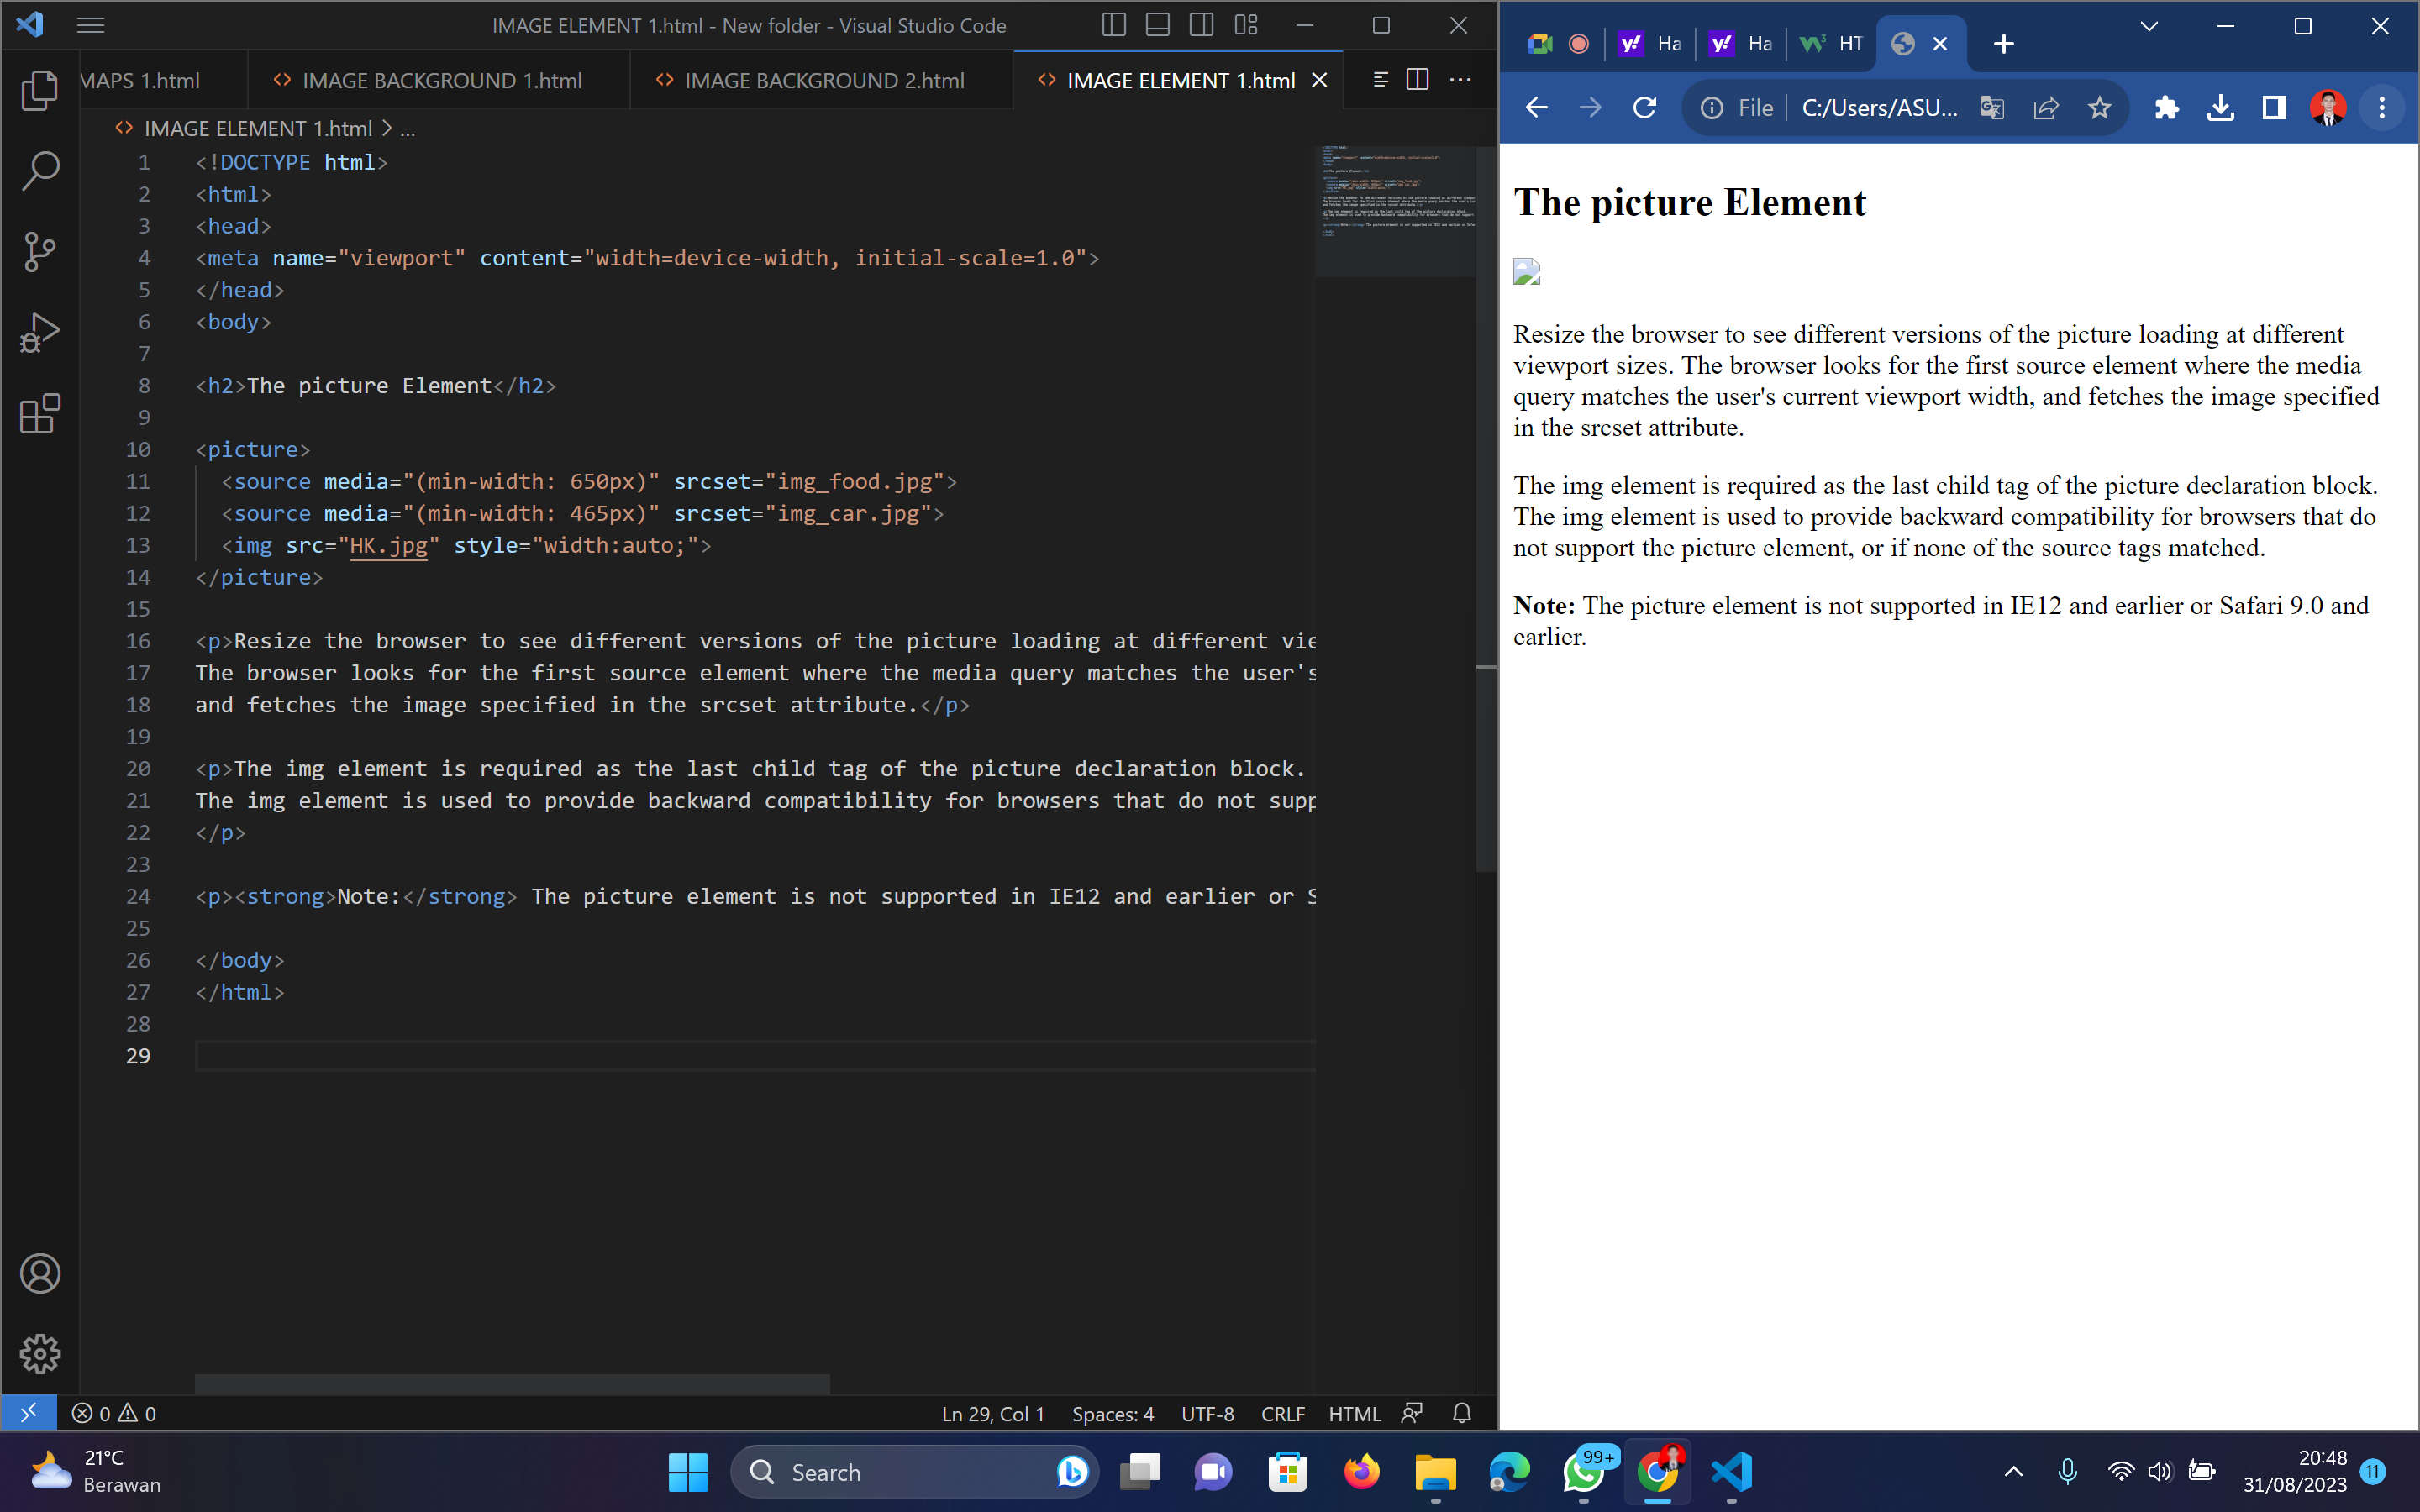 IMAGE ELEMENT 1.html - New folder - Visual Studio Code
MAPS 1.html
IMAGE BACKGROUND 1.html
IMAGE BACKGROUND 2.html
IMAGE ELEMENT 1.html
IMAGE ELEMENT 1.html > ...
1 <!DOCTYPE html>
2 <html>
3 <head>
4 <meta name="viewport" content="width=device-width, initial-scale=1.0">
5 </head>
6 <body>
7
8 <h2>The picture Element</h2>
9
10 <picture>
11 <source media="(min-width: 650px)" srcset="img_food.jpg">
12 <source media="(min-width: 465px)" srcset="img_car.jpg">
13 <img src="HK.jpg" style="width:auto;">
14 </picture>
15
16 <p>Resize the browser to see different versions of the picture loading at different vie
17 The browser looks for the first source element where the media query matches the user's
18 and fetches the image specified in the srcset attribute.</p>
19
20 <p>The img element is required as the last child tag of the picture declaration block.
21 The img element is used to provide backward compatibility for browsers that do not supp
22 </p>
23
24 <p><strong>Note:</strong> The picture element is not supported in IE12 and earlier or S
25
26 </body>
27 </html>
28
29
0 0
Ln 29, Col 1 Spaces: 4 UTF-8 CRLF HTML
y! Ha
y! Ha
HT
File C:/Users/ASU...
The picture Element
Resize the browser to see different versions of the picture loading at different
viewport sizes. The browser looks for the first source element where the media
query matches the user's current viewport width, and fetches the image specified
in the srcset attribute.
The img element is required as the last child tag of the picture declaration block.
The img element is used to provide backward compatibility for browsers that do
not support the picture element, or if none of the source tags matched.
Note: The picture element is not supported in IE12 and earlier or Safari 9.0 and
earlier.
21°C
Berawan
Search
99+
20:48
31/08/2023
11